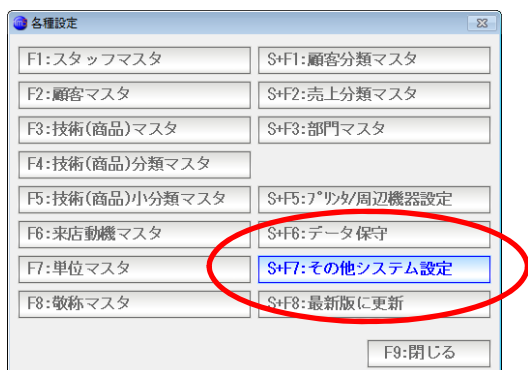 各種設定
F1:スタッフマスタ
S+F1:顧客分類マスタ
F2:顧客マスタ
S+F2:売上分類マスタ
F3:技術(商品)マスタ
S+F3:部門マスタ
F4:技術(商品)分類マスタ
F5:技術(商品)小分類マスタ
S+F5:ﾌﾟﾘﾝﾀ/周辺機器設定
F6:来店動機マスタ
S+F6:データ保守
F7:単位マスタ
S+F7:その他システム設定
F8:敬称マスタ
S+F8:最新版に更新
F9:閉じる